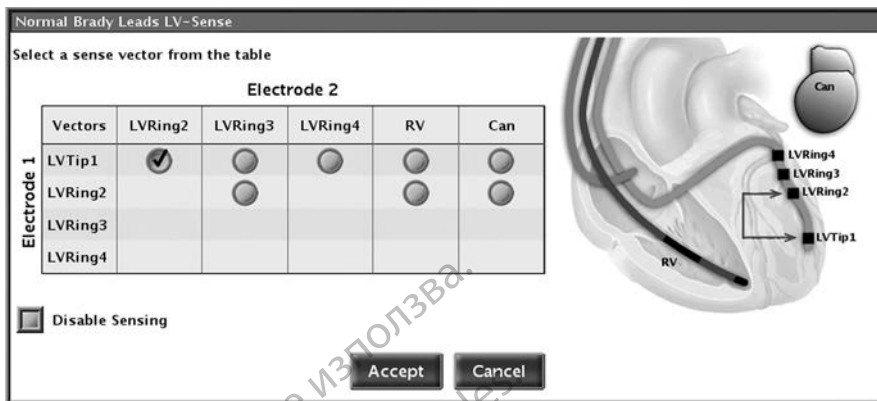 Normal Brady Leads LV-Sense
Select a sense vector from the table
Electrode 2
Vectors LVRing2 LVRing3 LVRing4 RV Can
Electrode 1
LVTip1
LVRing2
LVRing3
LVRing4
Can
LVRing4
LVRing3
LVRing2
LVTip1
RV
Disable Sensing
Accept Cancel